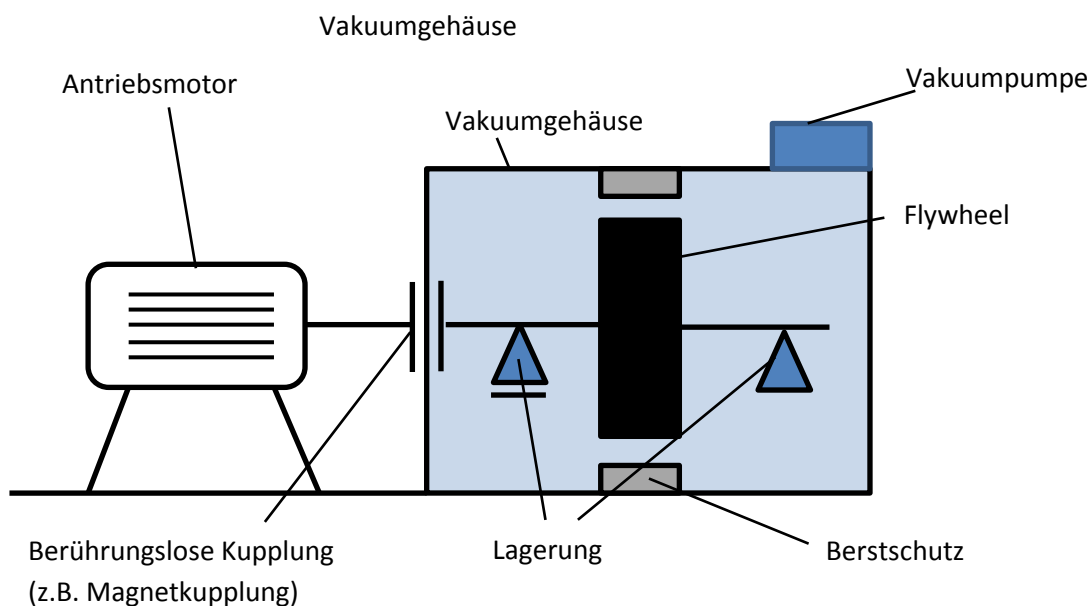 Vakuumgehäuse
Antriebsmotor
Vakuumpumpe
Vakuumgehäuse
Flywheel
Berührungslose Kupplung
(z.B. Magnetkupplung)
Lagerung
Berstschutz